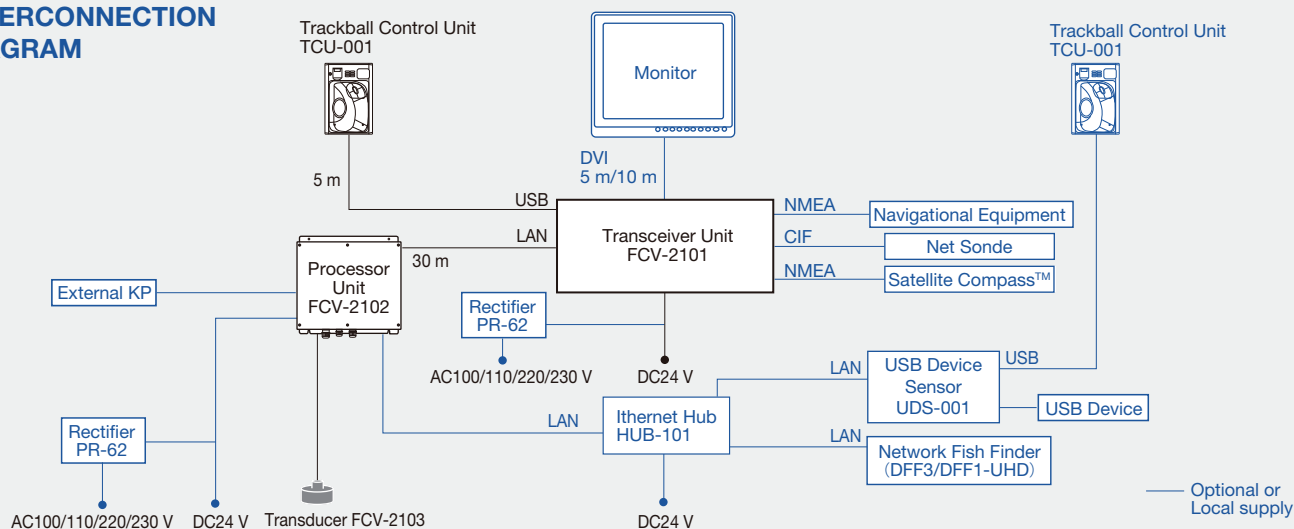 ERCONNECTION
GRAM
Trackball Control Unit
TCU-001
Monitor
Trackball Control Unit
TCU-001
DVI
5 m/10 m
5 m
USB
NMEA
Navigational Equipment
LAN
Transceiver Unit
FCV-2101
CIF
Net Sonde
30 m
NMEA
Satellite Compass™
Processor
Unit
FCV-2102
External KP
Rectifier
PR-62
AC100/110/220/230 V
DC24 V
LAN
USB Device
Sensor
UDS-001
USB
USB Device
LAN
Ithernet Hub
HUB-101
LAN
Network Fish Finder
(DFF3/DFF1-UHD)
Rectifier
PR-62
AC100/110/220/230 V
DC24 V
Transducer FCV-2103
DC24 V
Optional or
Local supply